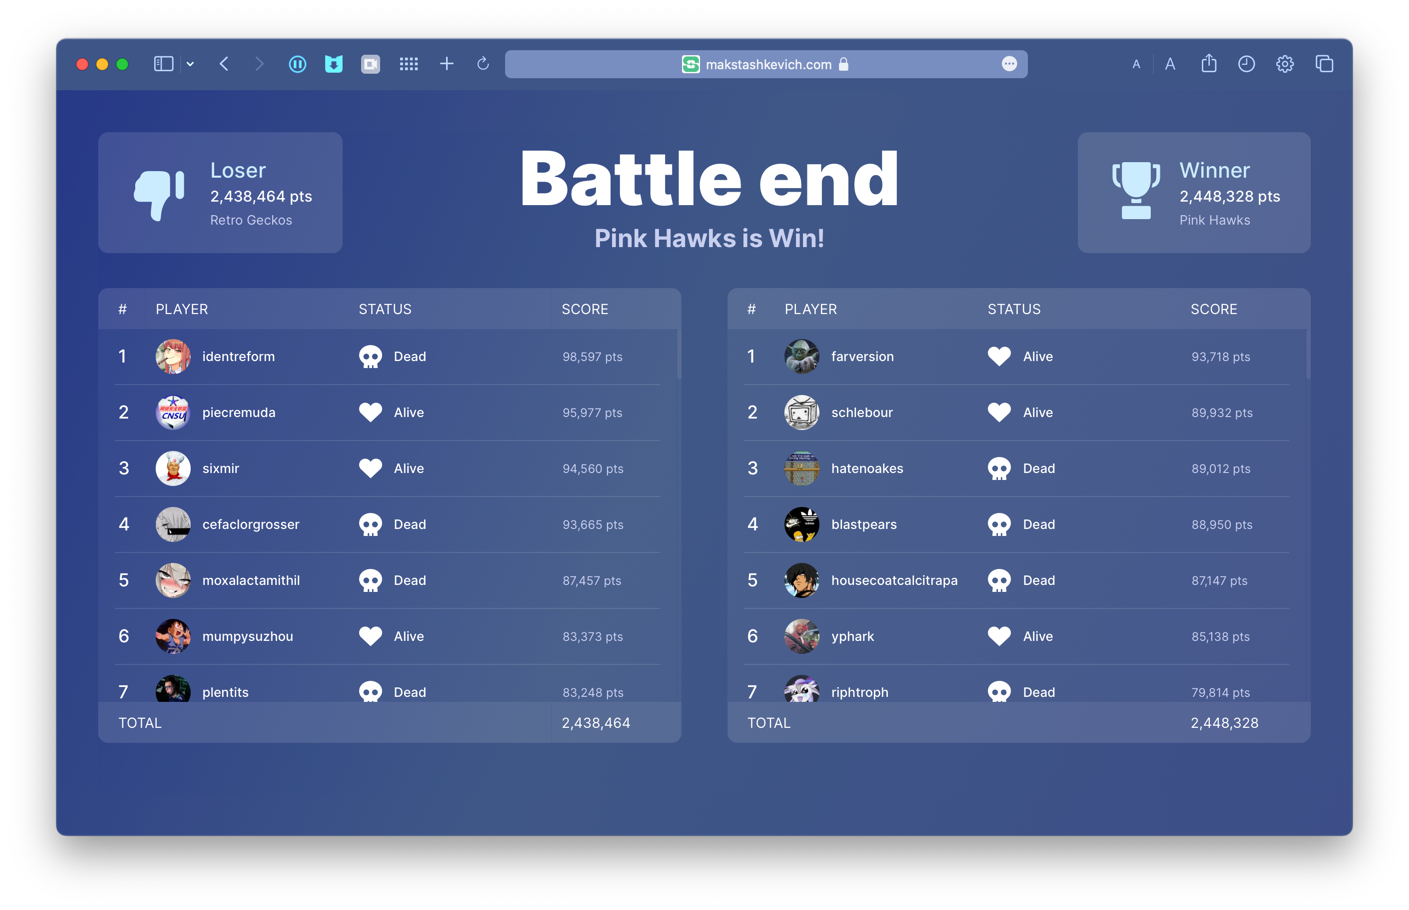 makstashkevich.com
A A
Loser
2,438,464 pts
Retro Geckos
Battle end
Pink Hawks is Win!
Winner
2,448,328 pts
Pink Hawks
# PLAYER STATUS SCORE
1 identreform Dead 98,597 pts
2 piecremuda Alive 95,977 pts
3 sixmir Alive 94,560 pts
4 cefaclorgrosser Dead 93,665 pts
5 moxalactamithil Dead 87,457 pts
6 mumpysuzhou Alive 83,373 pts
7 plentits Dead 83,248 pts
TOTAL 2,438,464
# PLAYER STATUS SCORE
1 farversion Alive 93,718 pts
2 schlebour Alive 89,932 pts
3 hatenoakes Dead 89,012 pts
4 blastpears Dead 88,950 pts
5 housecoatcalcitrapa Dead 87,147 pts
6 yphark Alive 85,138 pts
7 riphtroph Dead 79,814 pts
TOTAL 2,448,328
CNSU